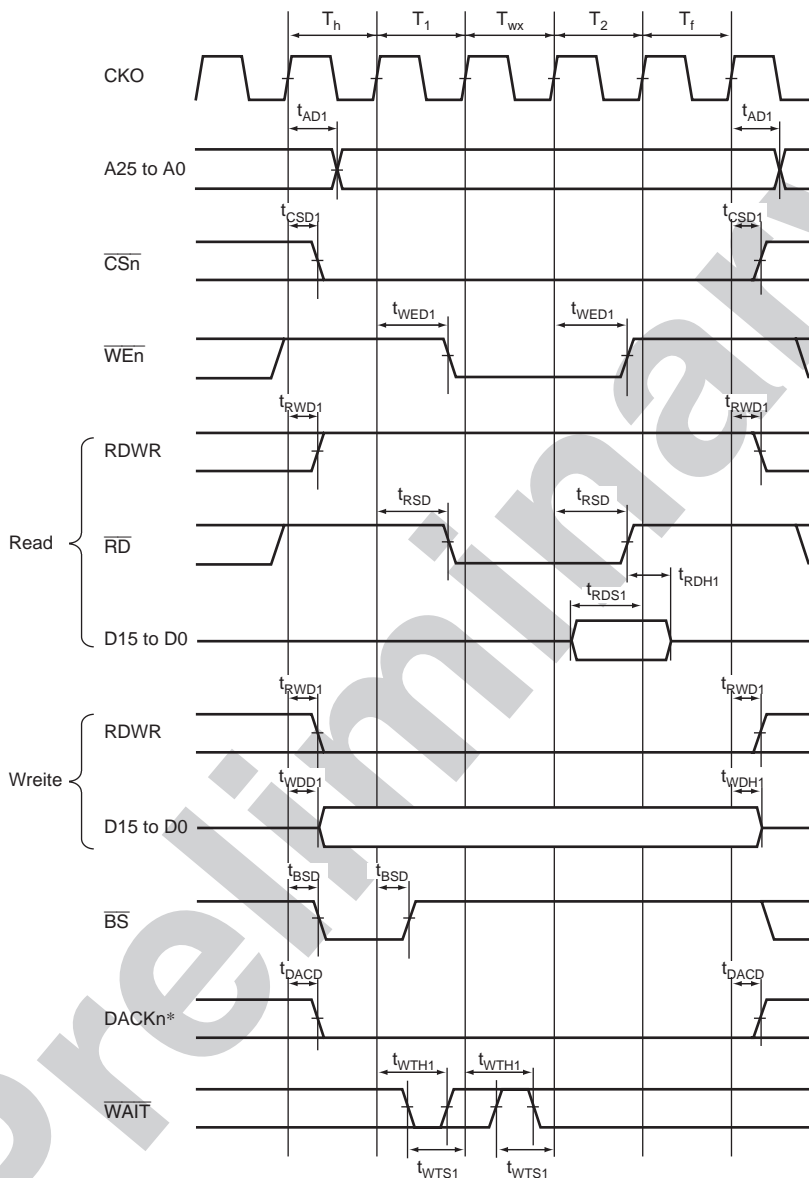 Th T1 Twx T2 Tf
CKO
tAD1 tAD1
A25 to A0
tCSD1 tCSD1
CSn
tWED1 tWED1
WEn
tRWD1 tRWD1
RDWR
tRSD tRSD
Read
RD
tRDH1
tRDS1
D15 to D0
tRWD1 tRWD1
RDWR
Wreite
tWDD1 tWDH1
D15 to D0
tBSD tBSD
BS
tDACD tDACD
DACKn*
tWTH1 tWTH1
WAIT
tWTS1 tWTS1
Preliminary